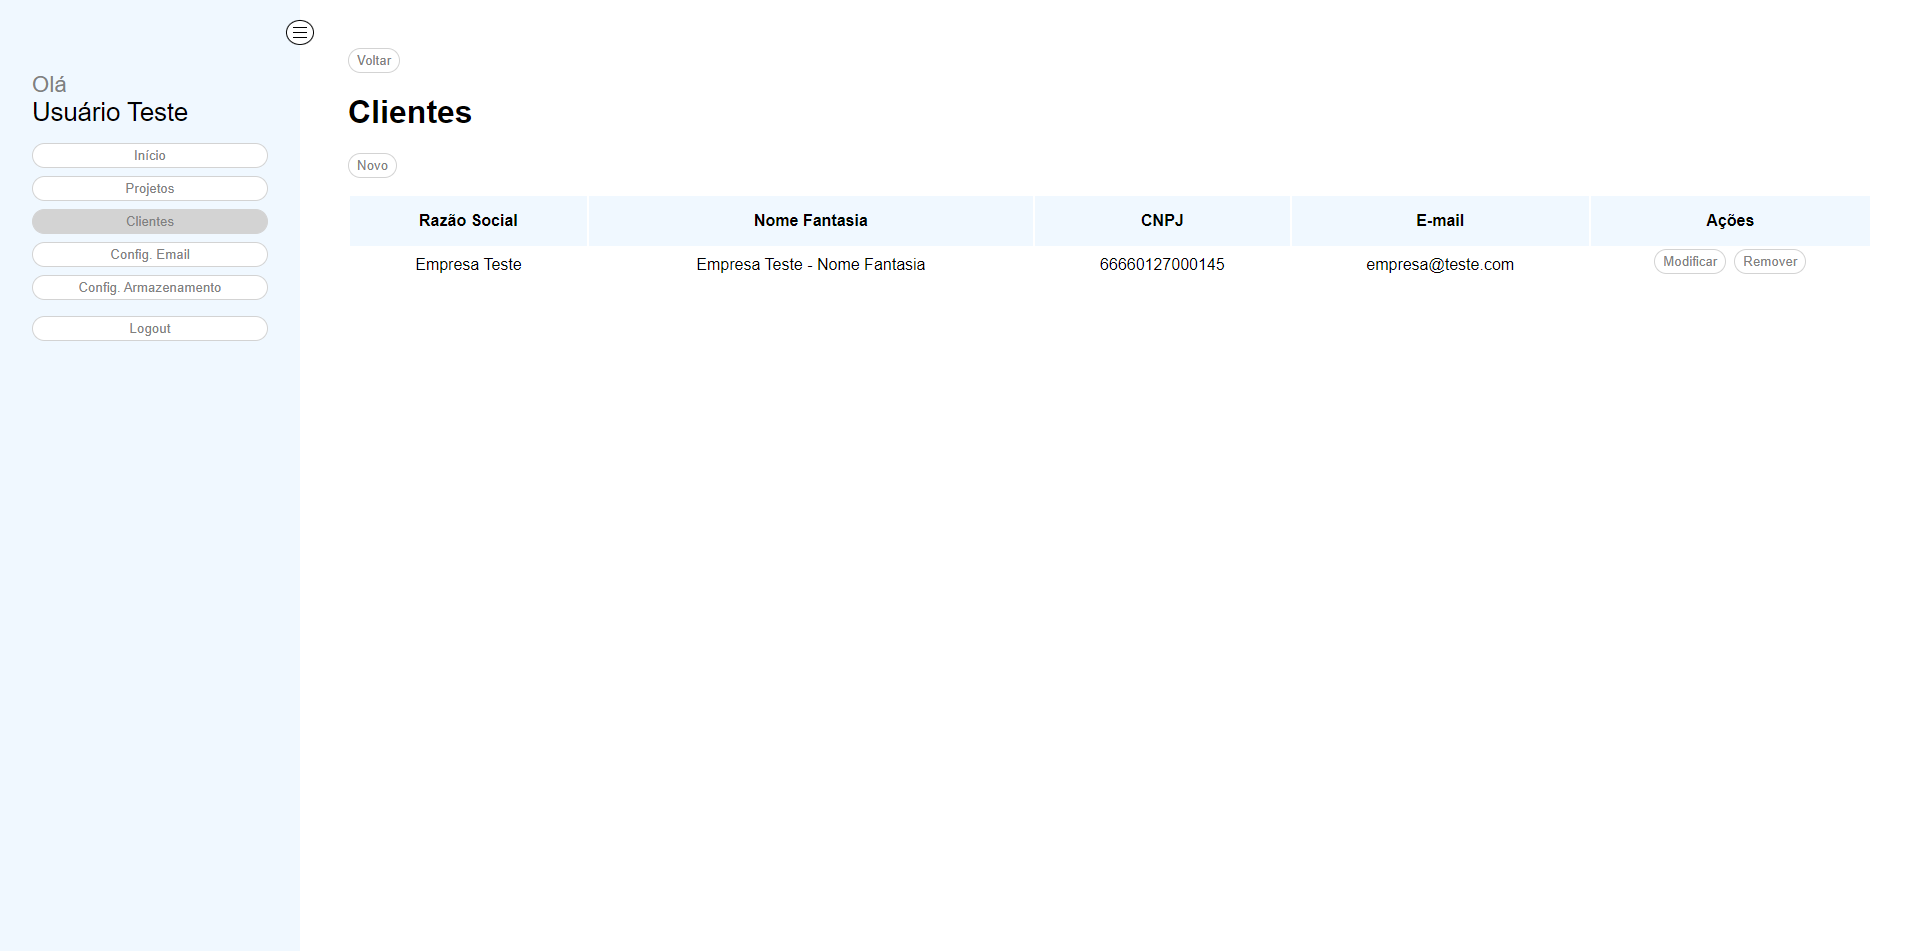 Olá
Usuário Teste
Início
Projetos
Clientes
Config. Email
Config. Armazenamento
Logout
Voltar
Clientes
Novo
Razão Social Nome Fantasia CNPJ E-mail Ações
Empresa Teste Empresa Teste - Nome Fantasia 66660127000145 empresa@teste.com Modificar Remover